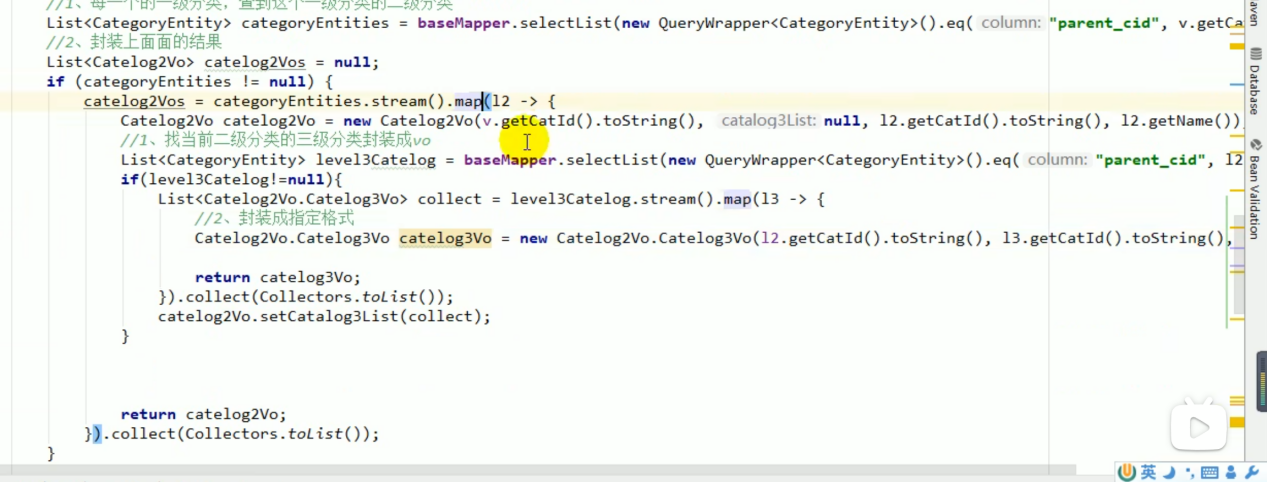 //1、每一个的一级分类，查到这个一级分类的二级分类
List<CategoryEntity> categoryEntities = baseMapper.selectList(new QueryWrapper<CategoryEntity>().eq( column: "parent_cid", v.getCa
//2、封装上面面的结果
List<Catelog2Vo> catelog2Vos = null;
if (categoryEntities != null) {
catelog2Vos = categoryEntities.stream().map(l2 -> {
Catelog2Vo catelog2Vo = new Catelog2Vo(v.getCatId().toString(), catalog3List: null, l2.getCatId().toString(), l2.getName())
//1、找当前二级分类的三级分类封装成vo
List<CategoryEntity> level3Catelog = baseMapper.selectList(new QueryWrapper<CategoryEntity>().eq( column: "parent_cid", l2
if(level3Catelog!=null){
List<Catelog2Vo.Catelog3Vo> collect = level3Catelog.stream().map(l3 -> {
//2、封装成指定格式
Catelog2Vo.Catelog3Vo catelog3Vo = new Catelog2Vo.Catelog3Vo(l2.getCatId().toString(), l3.getCatId().toString(),
return catelog3Vo;
}).collect(Collectors.toList());
catelog2Vo.setCatalog3List(collect);
}
return catelog2Vo;
}).collect(Collectors.toList());
}
aven
Database
Bean Validation
英